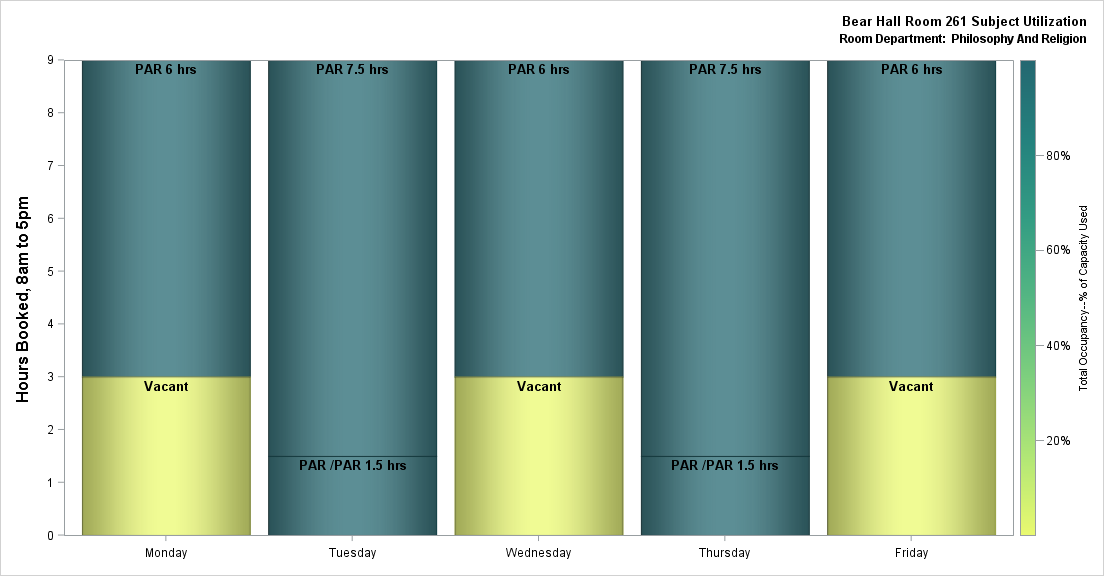 Bear Hall Room 261 Subject Utilization
Room Department: Philosophy And Religion
Hours Booked, 8am to 5pm
9
8
7
6
5
4
3
2
1
0
PAR 6 hrs
PAR 7.5 hrs
PAR 6 hrs
PAR 7.5 hrs
PAR 6 hrs
Vacant
Vacant
Vacant
PAR /PAR 1.5 hrs
PAR /PAR 1.5 hrs
Monday
Tuesday
Wednesday
Thursday
Friday
80%
60%
40%
20%
Total Occupancy--% of Capacity Used